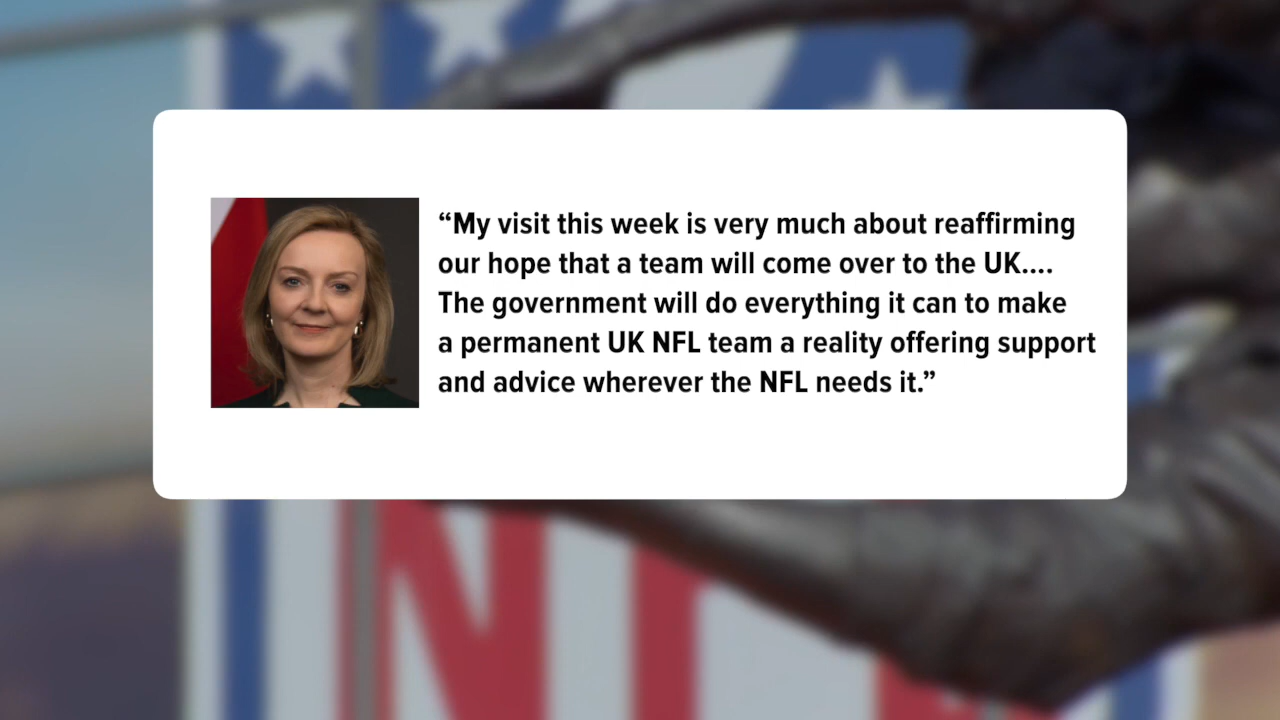 “My visit this week is very much about reaffirming
our hope that a team will come over to the UK....
The government will do everything it can to make
a permanent UK NFL team a reality offering support
and advice wherever the NFL needs it.”
NFL